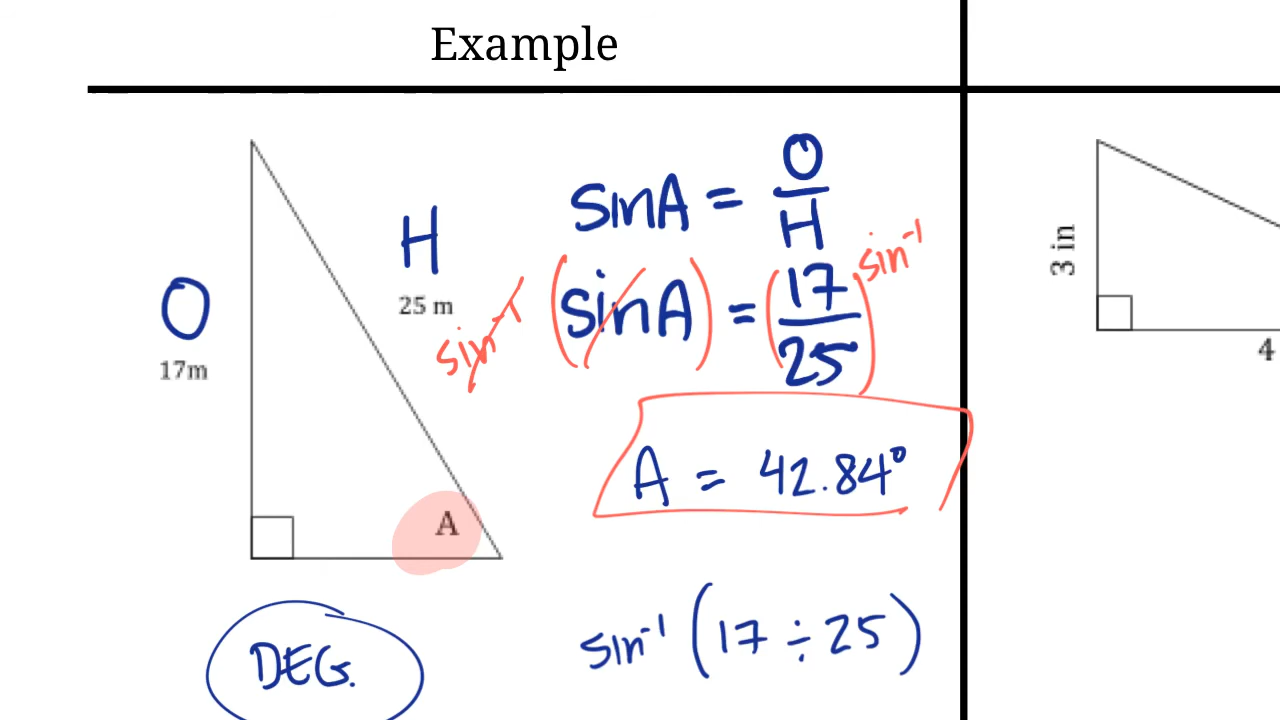 Example
O
17m
H
25 m
A
DEG.
sinA = O/H
sin⁻¹ (sinA) = (17/25) sin⁻¹
A = 42.84°
sin⁻¹ (17 ÷ 25)
3 in
4